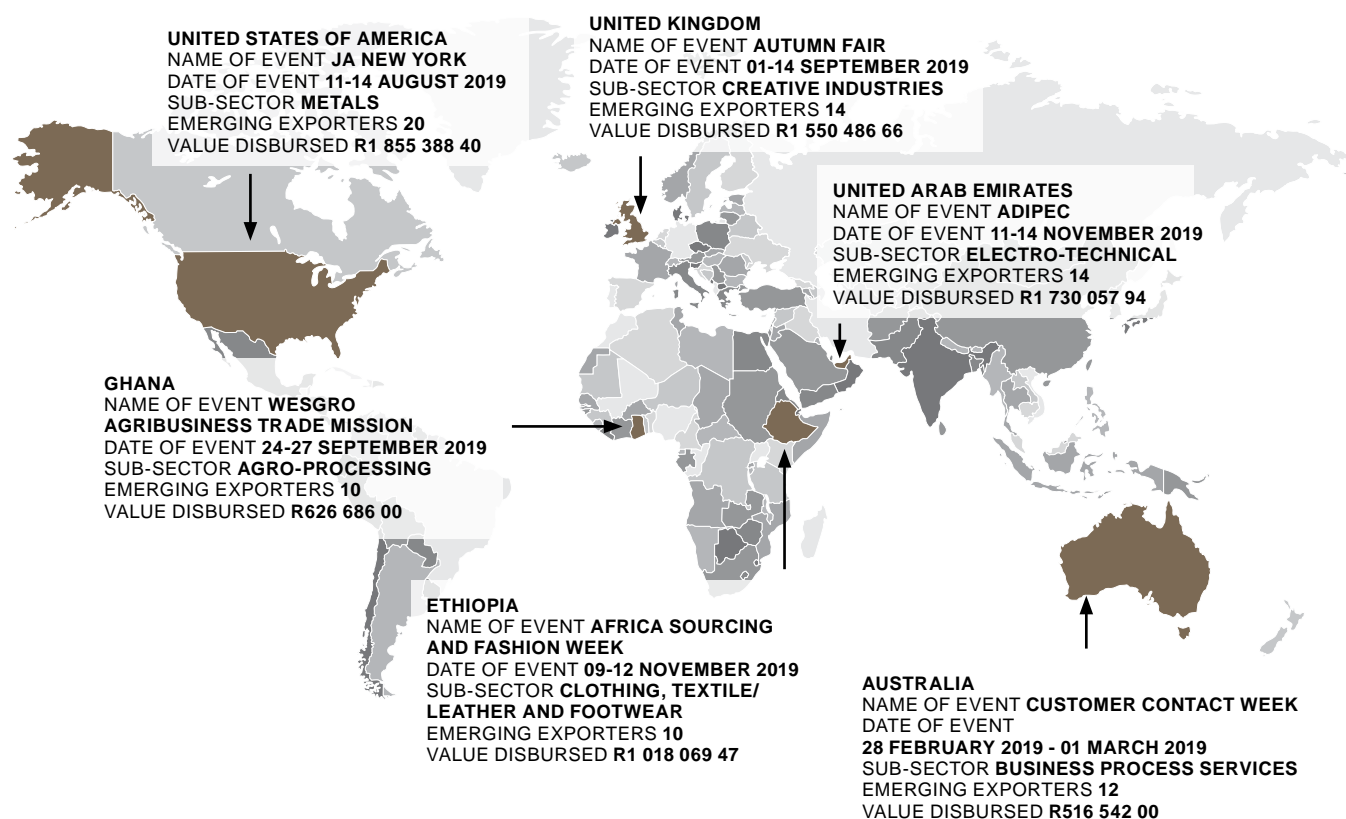 UNITED STATES OF AMERICA
NAME OF EVENT JA NEW YORK
DATE OF EVENT 11-14 AUGUST 2019
SUB-SECTOR METALS
EMERGING EXPORTERS 20
VALUE DISBURSED R1 855 388 40
UNITED KINGDOM
NAME OF EVENT AUTUMN FAIR
DATE OF EVENT 01-14 SEPTEMBER 2019
SUB-SECTOR CREATIVE INDUSTRIES
EMERGING EXPORTERS 14
VALUE DISBURSED R1 550 486 66
UNITED ARAB EMIRATES
NAME OF EVENT ADIPEC
DATE OF EVENT 11-14 NOVEMBER 2019
SUB-SECTOR ELECTRO-TECHNICAL
EMERGING EXPORTERS 14
VALUE DISBURSED R1 730 057 94
GHANA
NAME OF EVENT WESGRO
AGRIBUSINESS TRADE MISSION
DATE OF EVENT 24-27 SEPTEMBER 2019
SUB-SECTOR AGRO-PROCESSING
EMERGING EXPORTERS 10
VALUE DISBURSED R626 686 00
ETHIOPIA
NAME OF EVENT AFRICA SOURCING
AND FASHION WEEK
DATE OF EVENT 09-12 NOVEMBER 2019
SUB-SECTOR CLOTHING, TEXTILE/
LEATHER AND FOOTWEAR
EMERGING EXPORTERS 10
VALUE DISBURSED R1 018 069 47
AUSTRALIA
NAME OF EVENT CUSTOMER CONTACT WEEK
DATE OF EVENT
28 FEBRUARY 2019 - 01 MARCH 2019
SUB-SECTOR BUSINESS PROCESS SERVICES
EMERGING EXPORTERS 12
VALUE DISBURSED R516 542 00